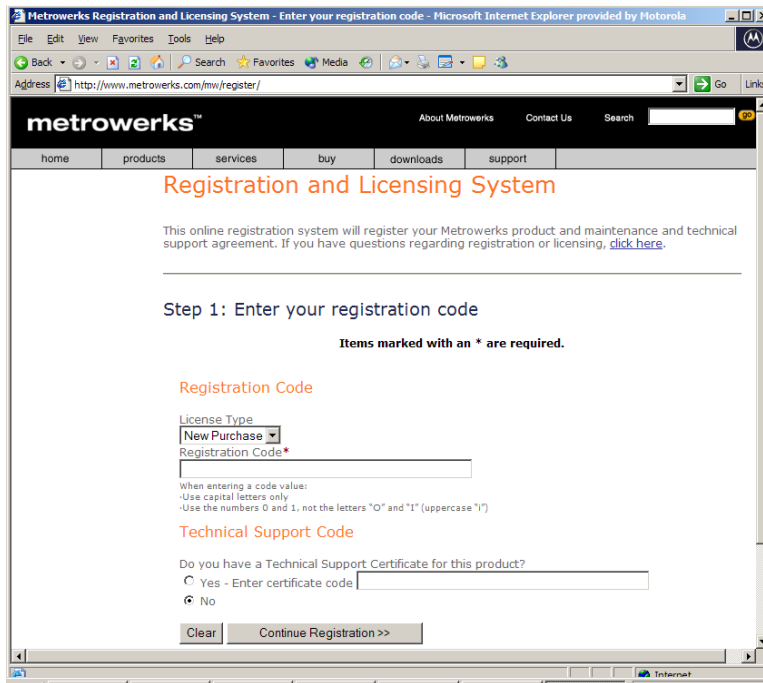 Metrowerks Registration and Licensing System - Enter your registration code - Microsoft Internet Explorer provided by Motorola
File Edit View Favorites Tools Help
Back Search Favorites Media
Address http://www.metrowerks.com/mw/register/ Go Links
metrowerks™ About Metrowerks Contact Us Search go
home products services buy downloads support
Registration and Licensing System
This online registration system will register your Metrowerks product and maintenance and technical
support agreement. If you have questions regarding registration or licensing, click here.
Step 1: Enter your registration code
Items marked with an * are required.
Registration Code
License Type
New Purchase
Registration Code*
When entering a code value:
·Use capital letters only
·Use the numbers 0 and 1, not the letters "O" and "I" (uppercase "i")
Technical Support Code
Do you have a Technical Support Certificate for this product?
Yes - Enter certificate code
No
Clear Continue Registration >>
Internet